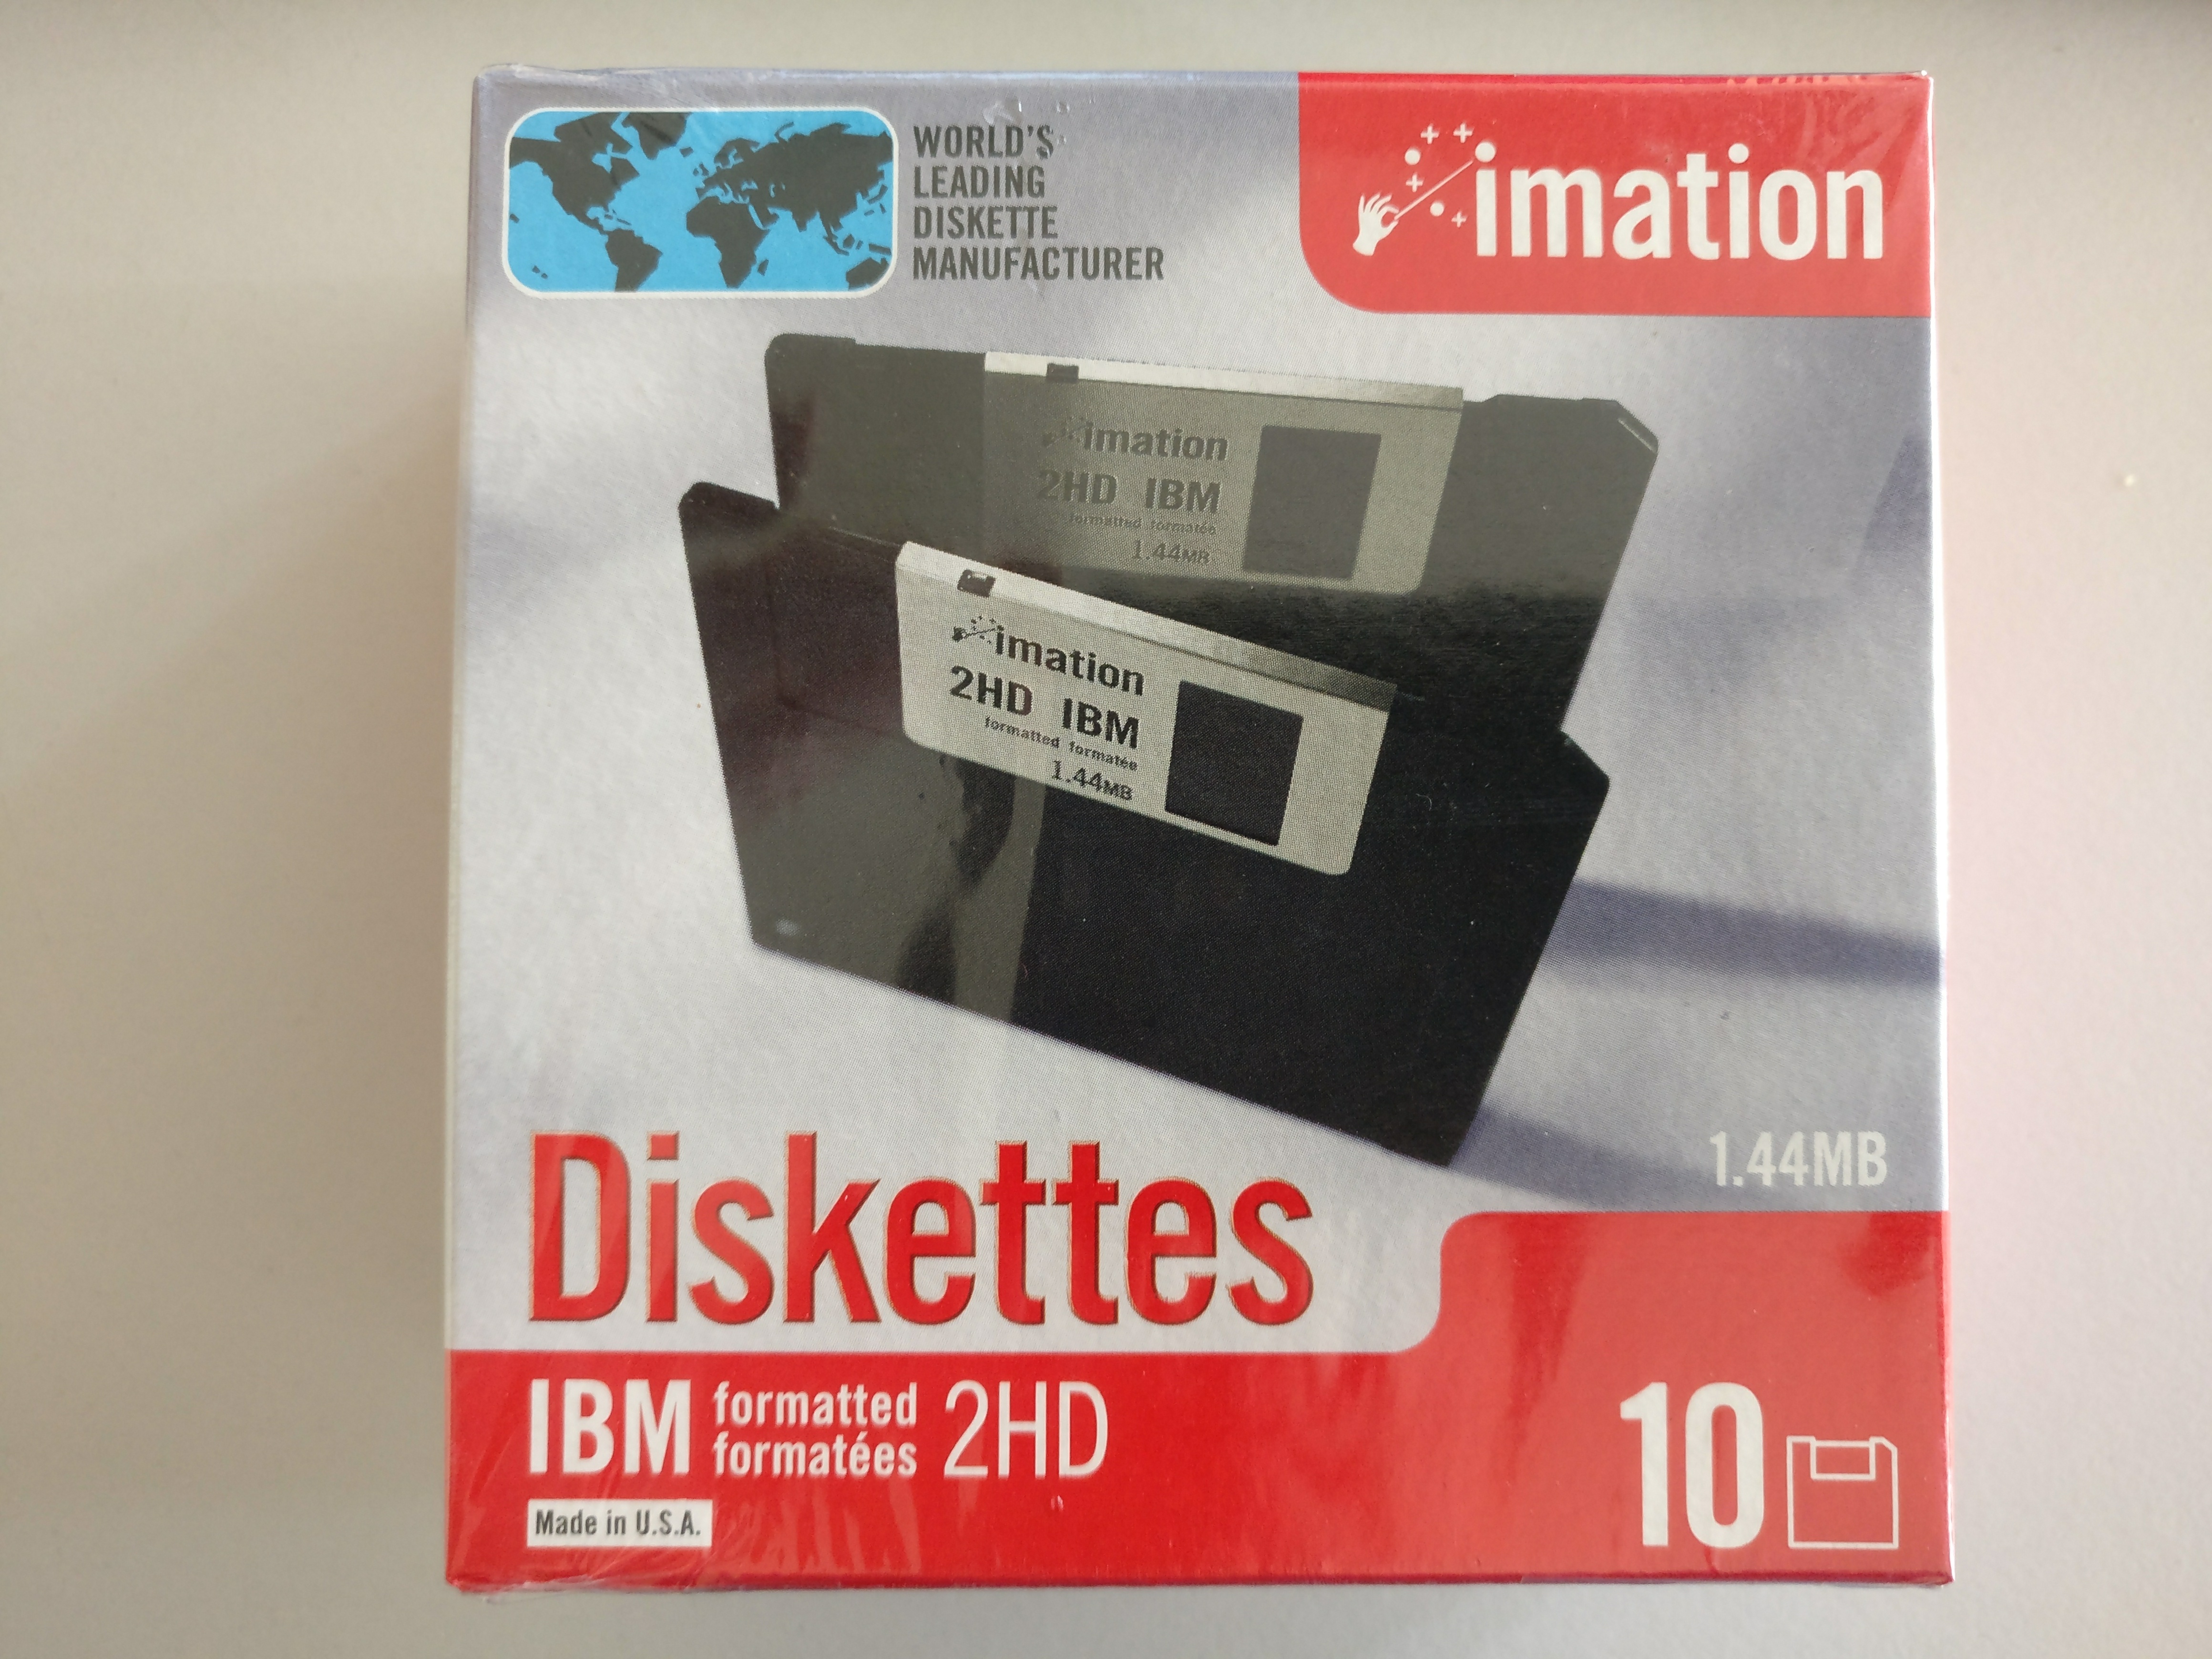 WORLD'S
LEADING
DISKETTE
MANUFACTURER
imation
imation
2HD IBM
formatted formatée
1.44MB
imation
2HD IBM
formatted formatée
1.44MB
1.44MB
Diskettes
IBM formatted formatées 2HD
10
Made in U.S.A.